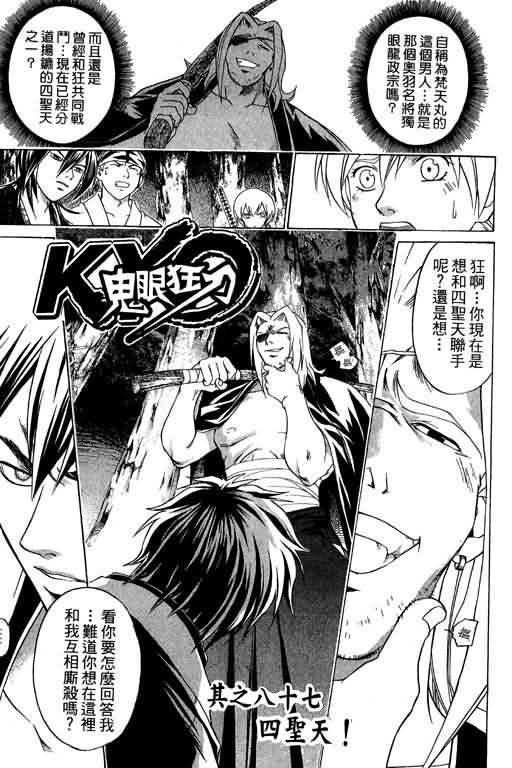 自稱為梵天丸的
這個男人…就是
那個奧羽名將獨
眼龍政宗嗎？
而且還是
曾經和狂共同戰
鬥…現在已經分
道揚鑣的四聖天
之一？
KYO
鬼眼狂刀
狂啊…你現在是
想和四聖天聯手
呢？還是想…
看你要怎麼回答我
…難道你想在這裡
和我互相廝殺嗎？
其之八十七
四聖天！